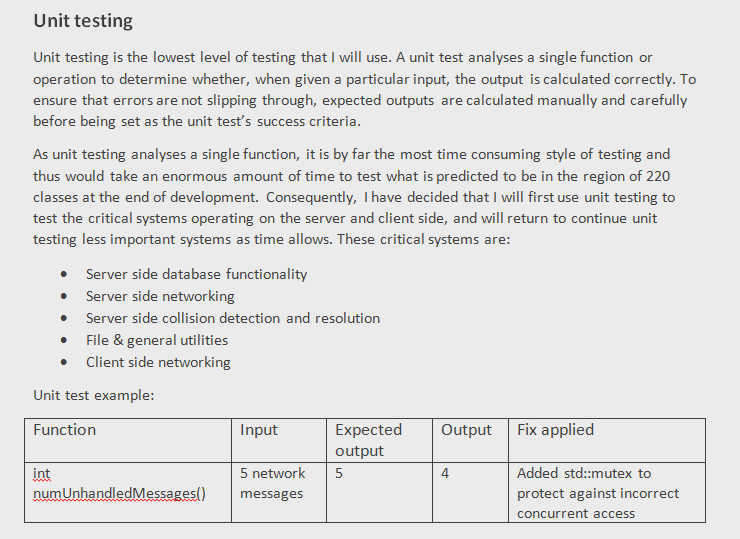 Unit testing
Unit testing is the lowest level of testing that I will use. A unit test analyses a single function or
operation to determine whether, when given a particular input, the output is calculated correctly. To
ensure that errors are not slipping through, expected outputs are calculated manually and carefully
before being set as the unit test's success criteria.
As unit testing analyses a single function, it is by far the most time consuming style of testing and
thus would take an enormous amount of time to test what is predicted to be in the region of 220
classes at the end of development. Consequently, I have decided that I will first use unit testing to
test the critical systems operating on the server and client side, and will return to continue unit
testing less important systems as time allows. These critical systems are:
• Server side database functionality
• Server side networking
• Server side collision detection and resolution
• File & general utilities
• Client side networking
Unit test example:
Function
Input
Expected
output
Output
Fix applied
int
numUnhandledMessages()
5 network
messages
5
4
Added std::mutex to
protect against incorrect
concurrent access